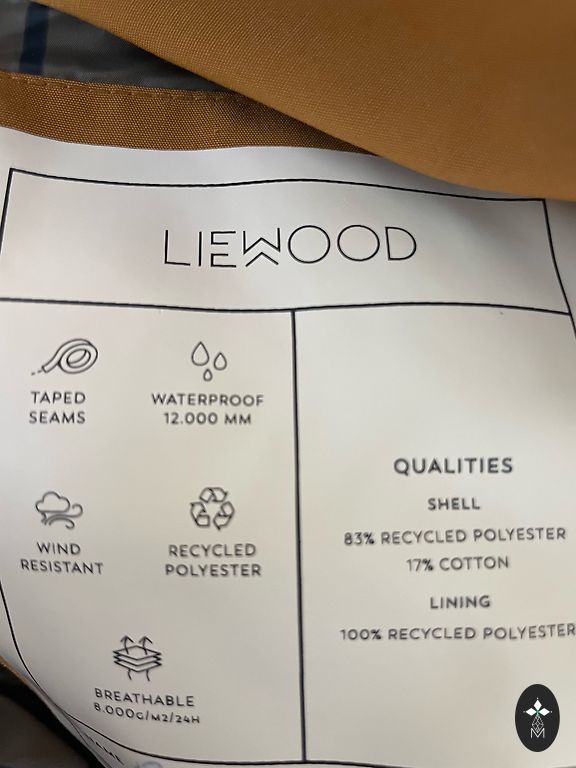 LIEWOOD
TAPED
SEAMS
WATERPROOF
12.000 MM
WIND
RESISTANT
RECYCLED
POLYESTER
BREATHABLE
8.000G/M2/24H
QUALITIES
SHELL
83% RECYCLED POLYESTER
17% COTTON
LINING
100% RECYCLED POLYESTER
M